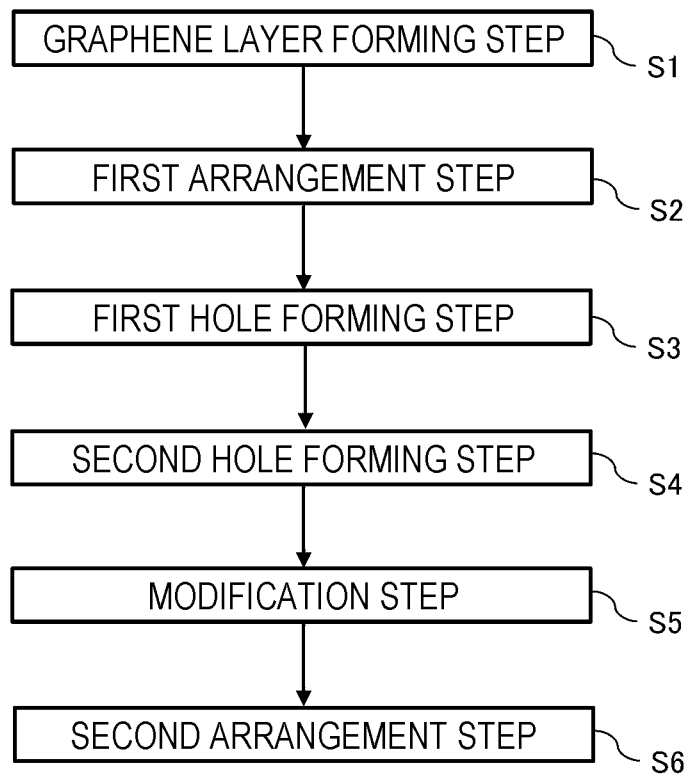 GRAPHENE LAYER FORMING STEP
S1
FIRST ARRANGEMENT STEP
S2
FIRST HOLE FORMING STEP
S3
SECOND HOLE FORMING STEP
S4
MODIFICATION STEP
S5
SECOND ARRANGEMENT STEP
S6